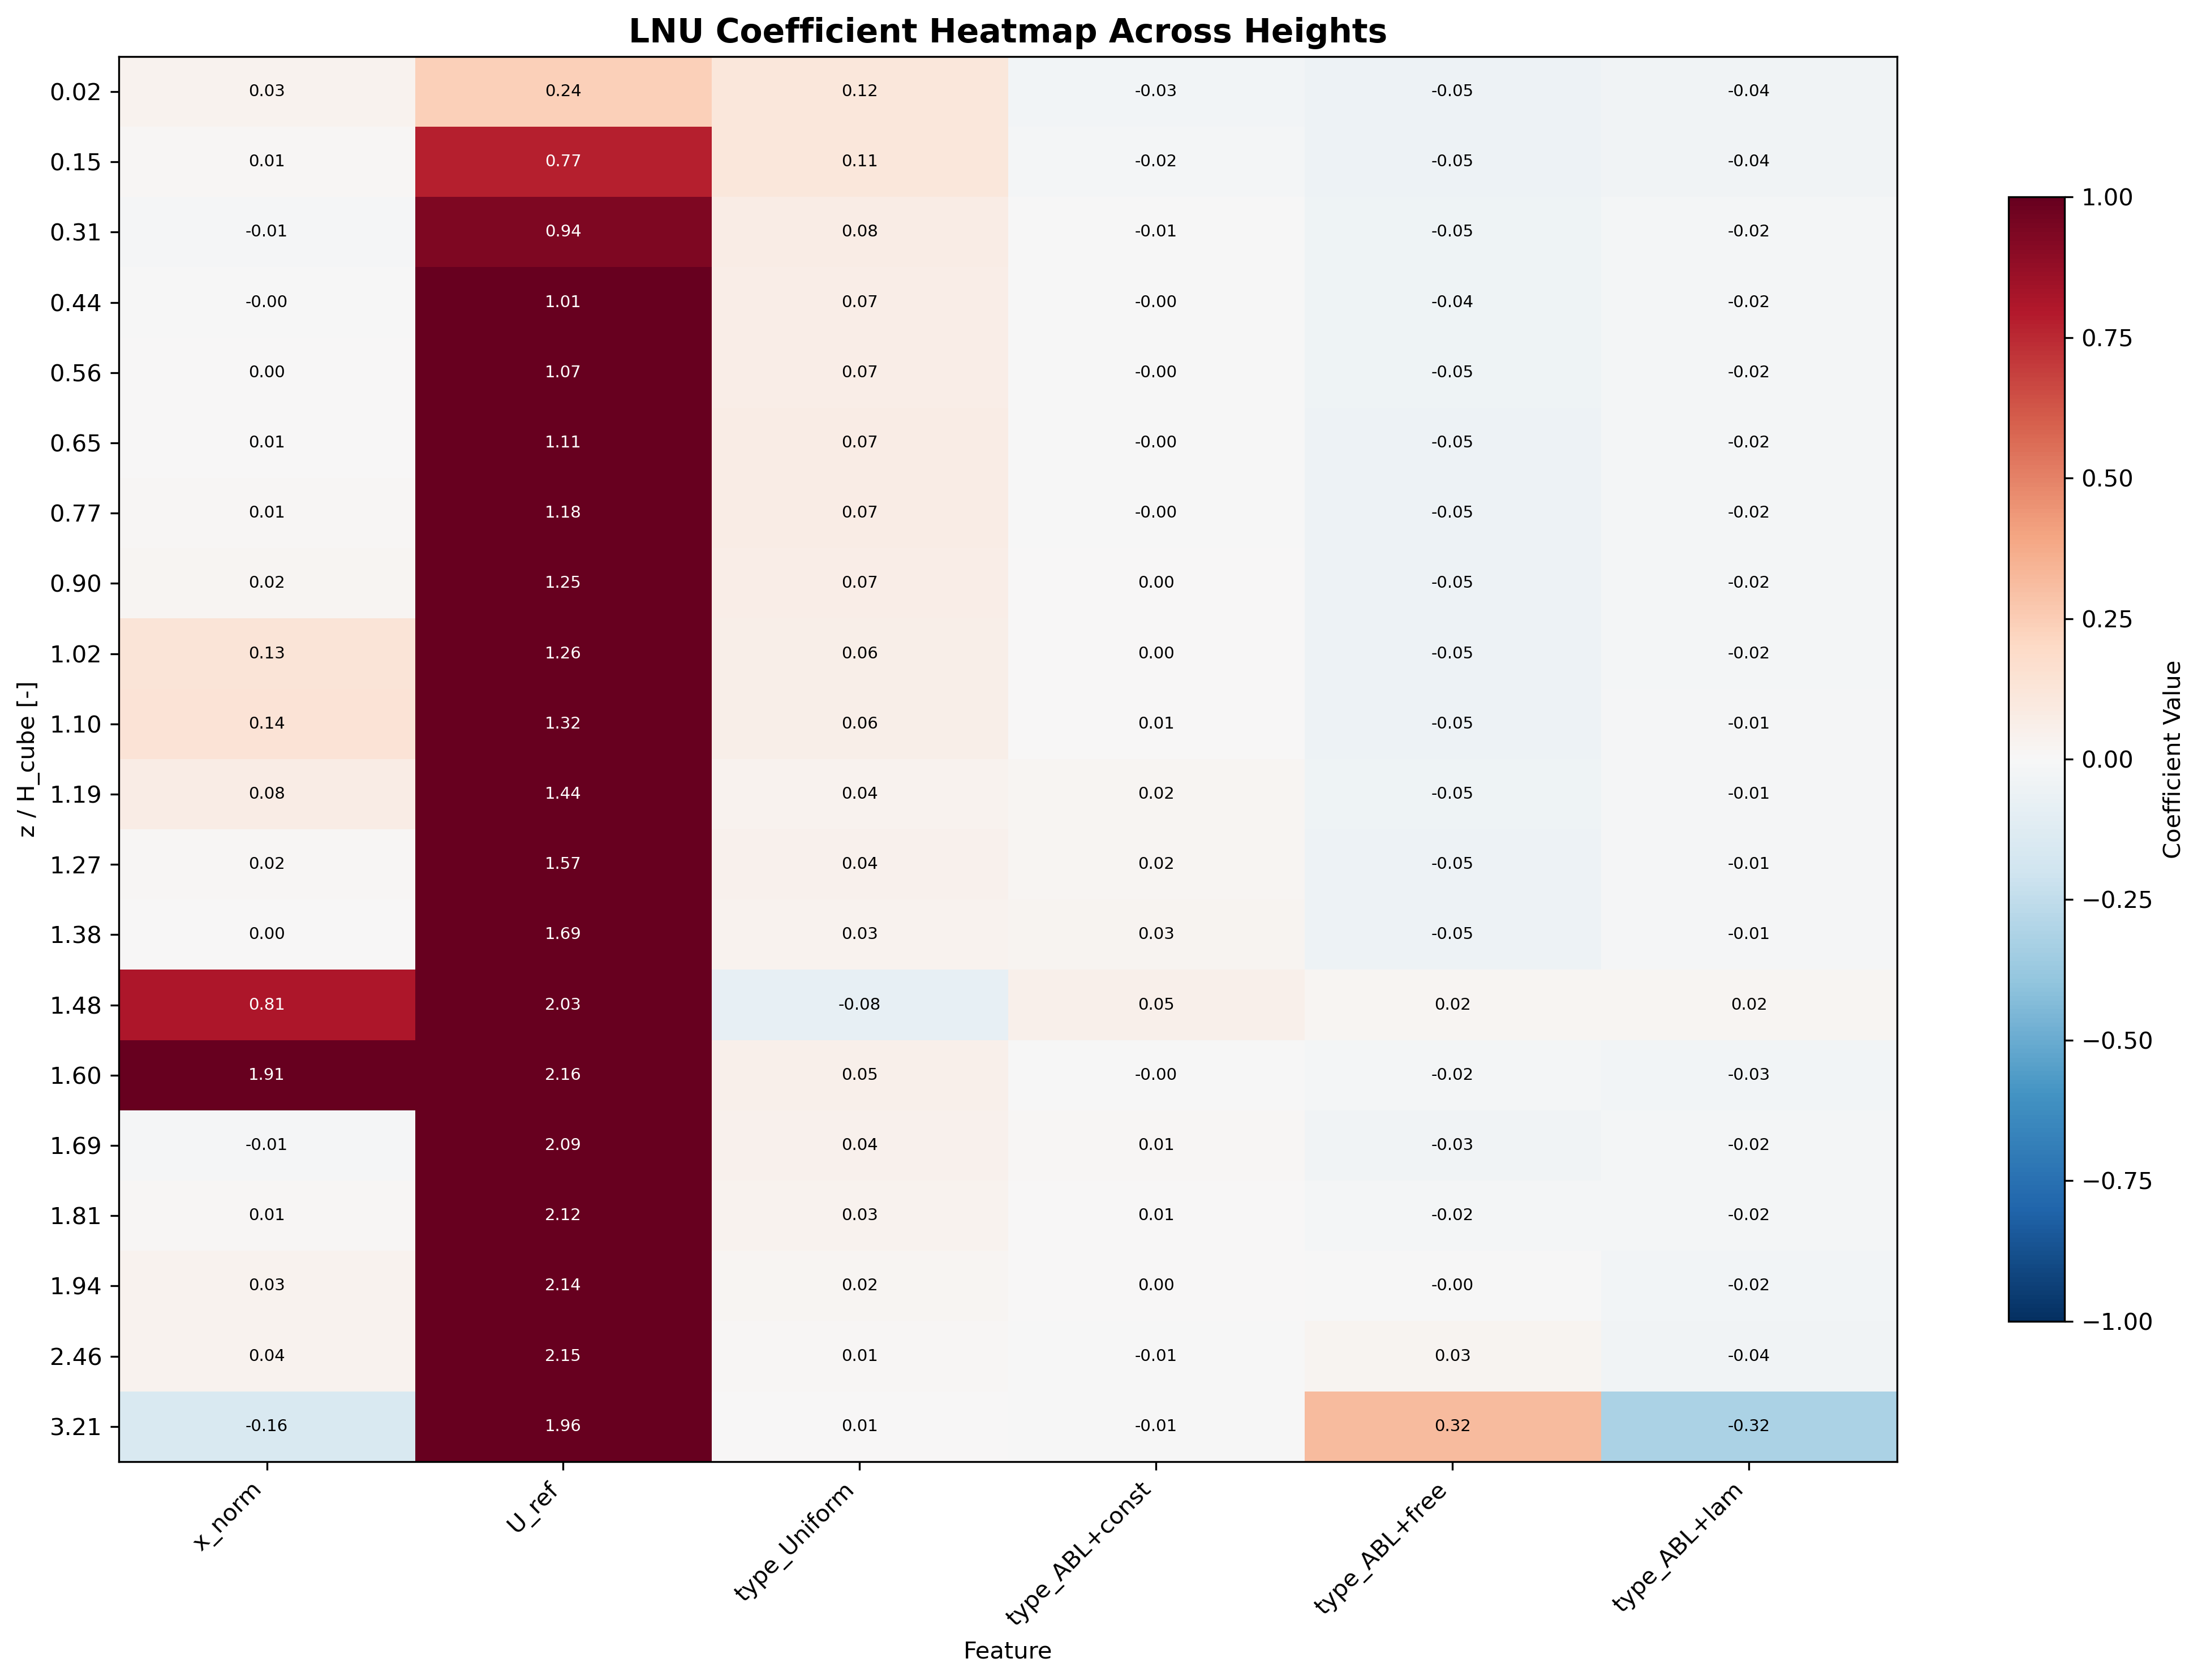 LNU Coefficient Heatmap Across Heights
0.02 0.03 0.24 0.12 -0.03 -0.05 -0.04
0.15 0.01 0.77 0.11 -0.02 -0.05 -0.04
0.31 -0.01 0.94 0.08 -0.01 -0.05 -0.02
0.44 -0.00 1.01 0.07 -0.00 -0.04 -0.02
0.56 0.00 1.07 0.07 -0.00 -0.05 -0.02
0.65 0.01 1.11 0.07 -0.00 -0.05 -0.02
0.77 0.01 1.18 0.07 -0.00 -0.05 -0.02
0.90 0.02 1.25 0.07 0.00 -0.05 -0.02
1.02 0.13 1.26 0.06 0.00 -0.05 -0.02
1.10 0.14 1.32 0.06 0.01 -0.05 -0.01
1.19 0.08 1.44 0.04 0.02 -0.05 -0.01
1.27 0.02 1.57 0.04 0.02 -0.05 -0.01
1.38 0.00 1.69 0.03 0.03 -0.05 -0.01
1.48 0.81 2.03 -0.08 0.05 0.02 0.02
1.60 1.91 2.16 0.05 -0.00 -0.02 -0.03
1.69 -0.01 2.09 0.04 0.01 -0.03 -0.02
1.81 0.01 2.12 0.03 0.01 -0.02 -0.02
1.94 0.03 2.14 0.02 0.00 -0.00 -0.02
2.46 0.04 2.15 0.01 -0.01 0.03 -0.04
3.21 -0.16 1.96 0.01 -0.01 0.32 -0.32
z / H_cube [-]
x_norm
U_ref
type_Uniform
type_ABL+const
type_ABL+free
type_ABL+lam
Feature
1.00
0.75
0.50
0.25
0.00
−0.25
−0.50
−0.75
−1.00
Coefficient Value